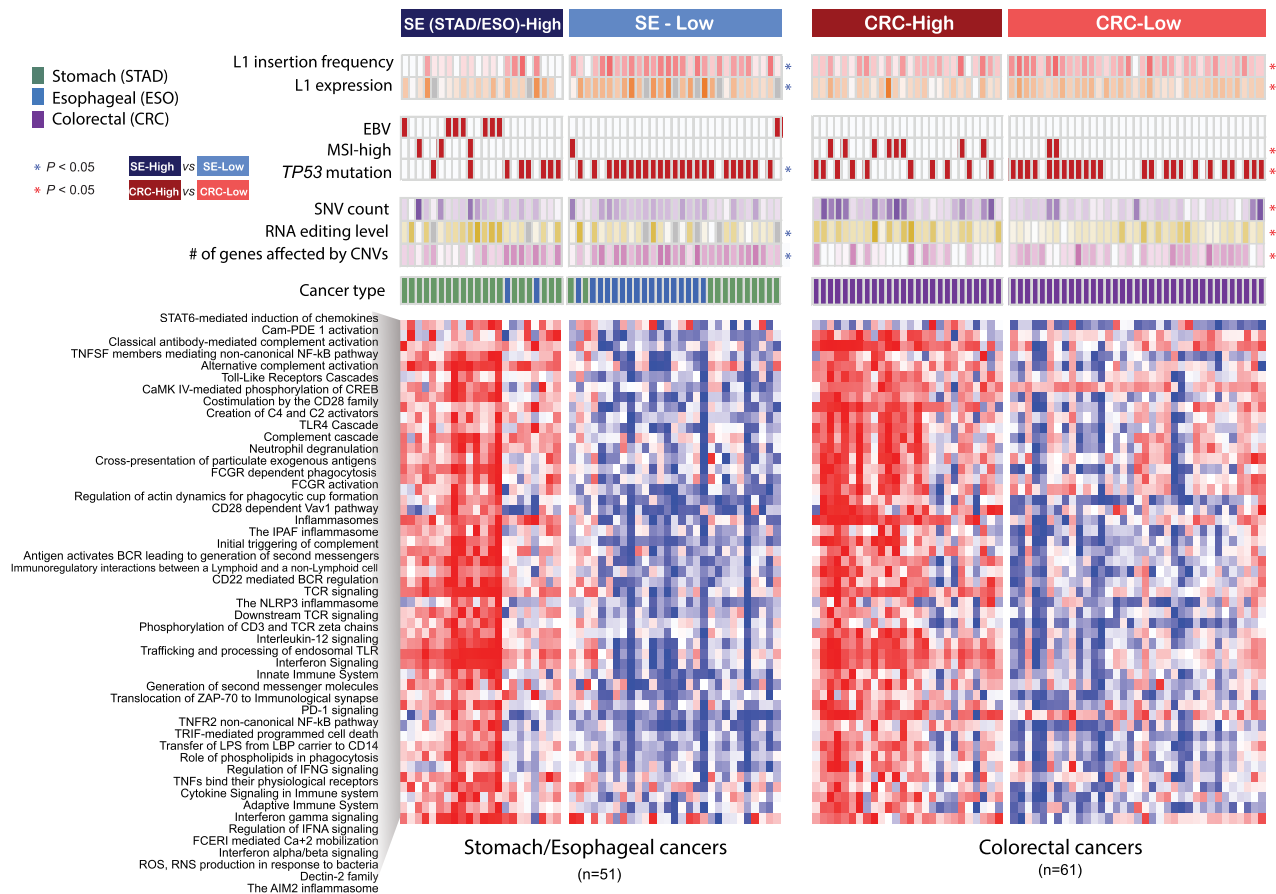 SE (STAD/ESO)-High
SE - Low
CRC-High
CRC-Low
L1 insertion frequency
*
*
L1 expression
*
*
Stomach (STAD)
Esophageal (ESO)
Colorectal (CRC)
EBV
MSI-high
*
TP53 mutation
*
*
* P < 0.05
SE-High vs SE-Low
* P < 0.05
CRC-High vs CRC-Low
SNV count
*
RNA editing level
*
*
# of genes affected by CNVs
*
*
Cancer type
STAT6-mediated induction of chemokines
Cam-PDE 1 activation
Classical antibody-mediated complement activation
TNFSF members mediating non-canonical NF-kB pathway
Alternative complement activation
Toll-Like Receptors Cascades
CaMK IV-mediated phosphorylation of CREB
Costimulation by the CD28 family
Creation of C4 and C2 activators
TLR4 Cascade
Complement cascade
Neutrophil degranulation
Cross-presentation of particulate exogenous antigens
FCGR dependent phagocytosis
FCGR activation
Regulation of actin dynamics for phagocytic cup formation
CD28 dependent Vav1 pathway
Inflammasomes
The IPAF inflammasome
Initial triggering of complement
Antigen activates BCR leading to generation of second messengers
Immunoregulatory interactions between a Lymphoid and a non-Lymphoid cell
CD22 mediated BCR regulation
TCR signaling
The NLRP3 inflammasome
Downstream TCR signaling
Phosphorylation of CD3 and TCR zeta chains
Interleukin-12 signaling
Trafficking and processing of endosomal TLR
Interferon Signaling
Innate Immune System
Generation of second messenger molecules
Translocation of ZAP-70 to Immunological synapse
PD-1 signaling
TNFR2 non-canonical NF-kB pathway
TRIF-mediated programmed cell death
Transfer of LPS from LBP carrier to CD14
Role of phospholipids in phagocytosis
Regulation of IFNG signaling
TNFs bind their physiological receptors
Cytokine Signaling in Immune system
Adaptive Immune System
Interferon gamma signaling
Regulation of IFNA signaling
FCERI mediated Ca+2 mobilization
Interferon alpha/beta signaling
ROS, RNS production in response to bacteria
Dectin-2 family
The AIM2 inflammasome
Stomach/Esophageal cancers
(n=51)
Colorectal cancers
(n=61)